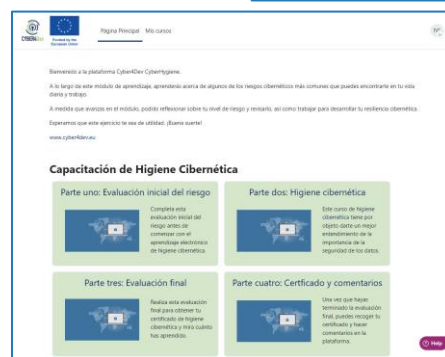 CYBER4Dev
Funded by the
European Union
Página Principal Mis cursos
Bienvenido a la plataforma Cyber4Dev CyberHygiene.
A lo largo de este módulo de aprendizaje, aprenderás acerca de algunos de los riesgos cibernéticos más comunes que puedes encontrarte en tu vida
diaria y trabajo.
A medida que avanzas en el módulo, podrás reflexionar sobre tu nivel de riesgo y revisarlo, así como trabajar para desarrollar tu resiliencia cibernética.
Esperamos que este ejercicio te sea de utilidad. ¡Buena suerte!
www.cyber4dev.eu
Capacitación de Higiene Cibernética
Parte uno: Evaluación inicial del riesgo
Completa esta
evaluación inicial del
riesgo antes de
comenzar con el
aprendizaje electrónico
de higiene cibernética.
Parte dos: Higiene cibernética
Este curso de higiene
cibernética tiene por
objeto darte un mejor
entendimiento de la
importancia de la
seguridad de los datos.
Parte tres: Evaluación final
Realiza esta evaluación
final para obtener tu
certificado de higiene
cibernética y mira cuánto
has aprendido.
Parte cuatro: Certficado y comentarios
Una vez que hayas
terminado la evaluación
final, puedes recoger tu
certificado y hacer
comentarios en la
plataforma.
Help